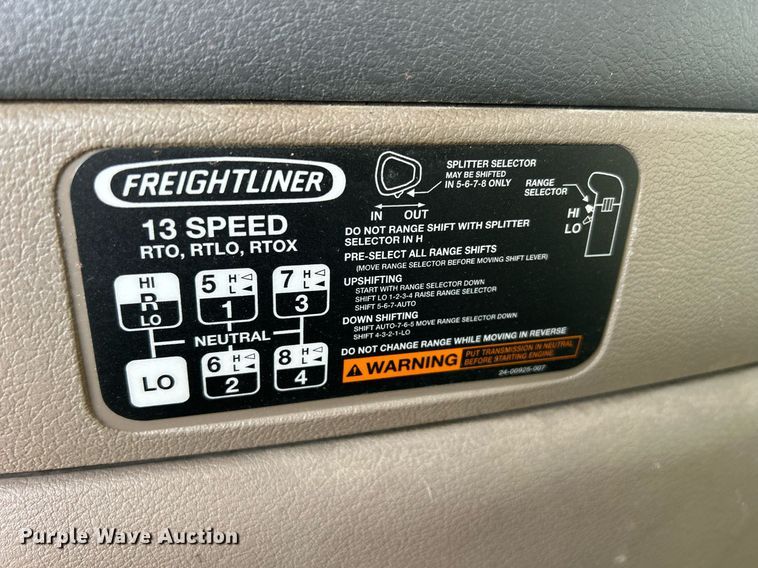 FREIGHTLINER
13 SPEED
RTO, RTLO, RTOX
HI
R
LO
5 H L
1
7 H L
3
NEUTRAL
LO
6 H L
2
8 H L
4
SPLITTER SELECTOR
MAY BE SHIFTED
IN 5-6-7-8 ONLY
IN OUT
RANGE
SELECTOR
HI
LO
DO NOT RANGE SHIFT WITH SPLITTER
SELECTOR IN H
PRE-SELECT ALL RANGE SHIFTS
(MOVE RANGE SELECTOR BEFORE MOVING SHIFT LEVER)
UPSHIFTING
START WITH RANGE SELECTOR DOWN
SHIFT LO 1-2-3-4 RAISE RANGE SELECTOR
SHIFT 5-6-7-AUTO
DOWN SHIFTING
SHIFT AUTO-7-6-5 MOVE RANGE SELECTOR DOWN
SHIFT 4-3-2-1-LO
DO NOT CHANGE RANGE WHILE MOVING IN REVERSE
WARNING
PUT TRANSMISSION IN NEUTRAL
BEFORE STARTING ENGINE.
24-00925-007
Purple Wave Auction